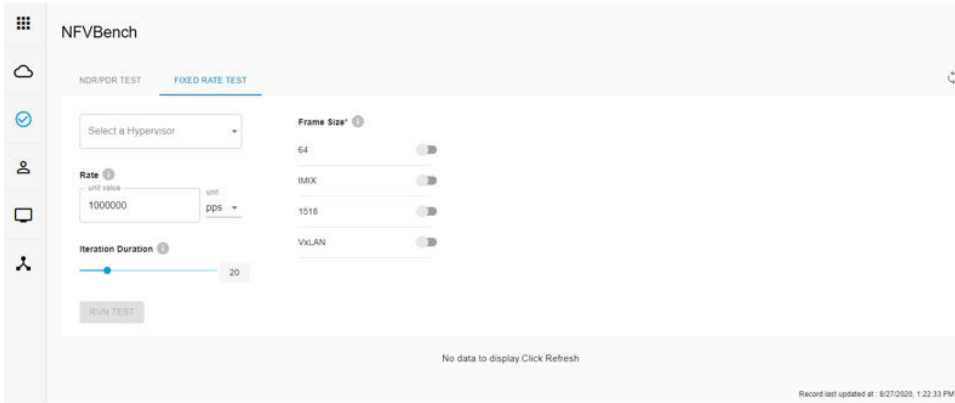 NFVBench
NDR/PDR TEST
FIXED RATE TEST
Select a Hypervisor
Rate
unit value
1000000
unit
pps
Iteration Duration
20
RUN TEST
Frame Size*
64
IMIX
1518
VxLAN
No data to display.Click Refresh
Record last updated at : 8/27/2020, 1:22:33 PM